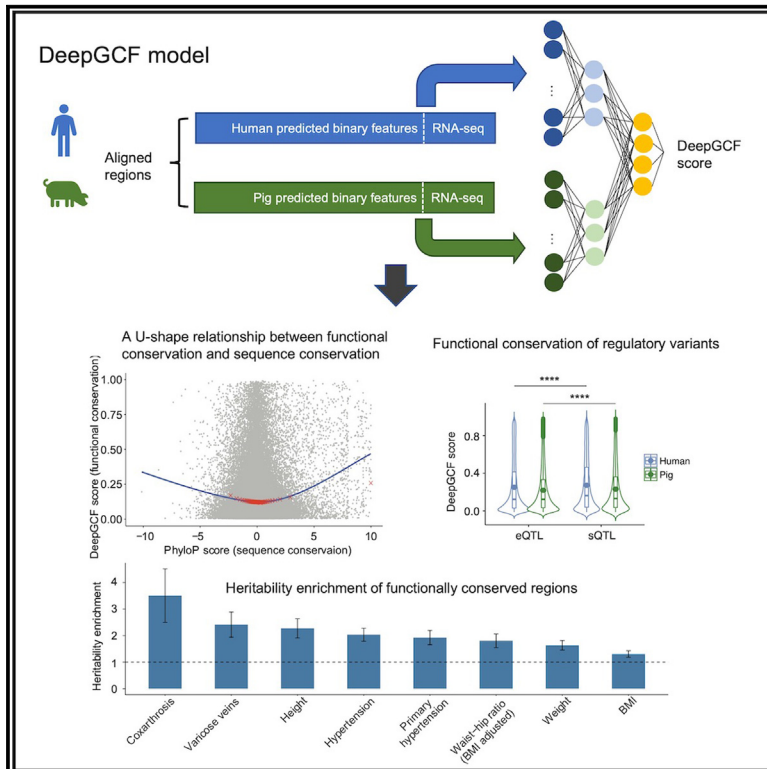 DeepGCF model
Aligned
regions
Human predicted binary features
RNA-seq
Pig predicted binary features
RNA-seq
⋮
⋮
DeepGCF
score
A U-shape relationship between functional
conservation and sequence conservation
DeepGCF score (functional conservation)
1.00
0.75
0.50
0.25
0.00
−10
−5
0
5
10
PhyloP score (sequence conservaion)
Functional conservation of regulatory variants
****
****
DeepGCF score
0.8
0.4
0.0
eQTL
sQTL
Human
Pig
Heritability enrichment of functionally conserved regions
Heritability enrichment
4
3
2
1
0
Coxarthrosis
Varicose veins
Height
Hypertension
Primary
hypertension
Waist–hip ratio
(BMI adjusted)
Weight
BMI